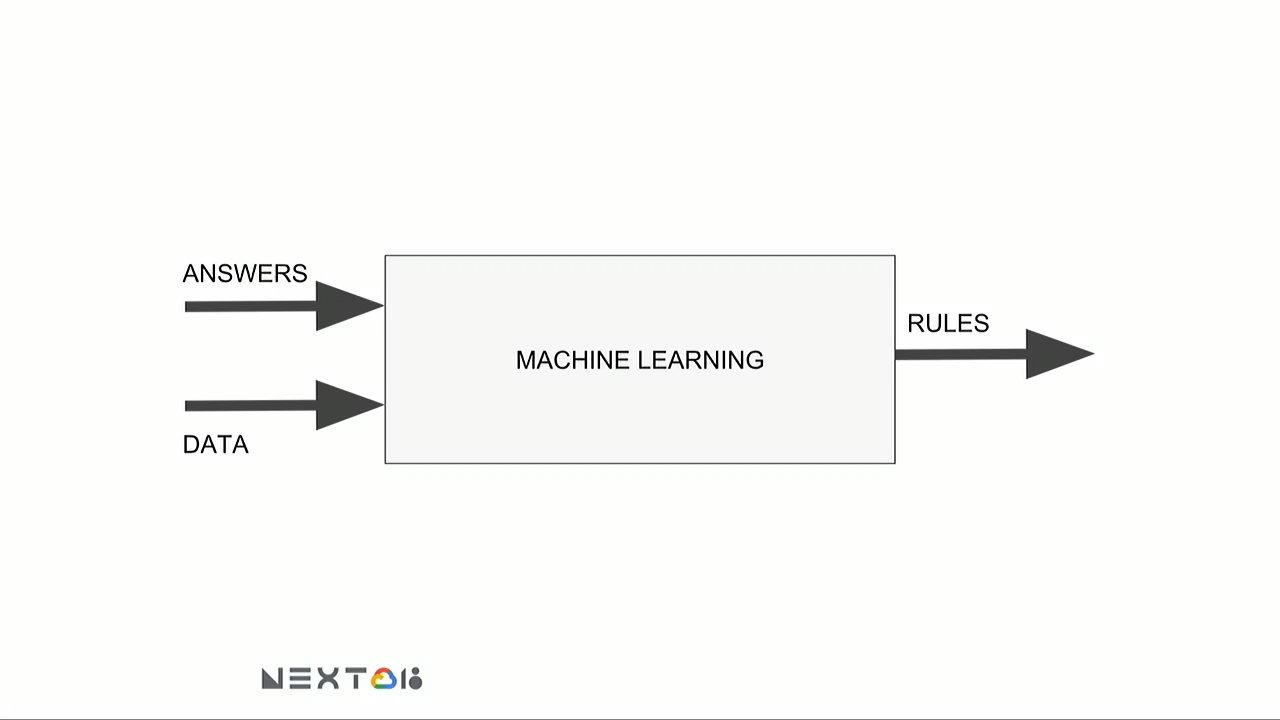 ANSWERS
RULES
MACHINE LEARNING
DATA
NEXT 18